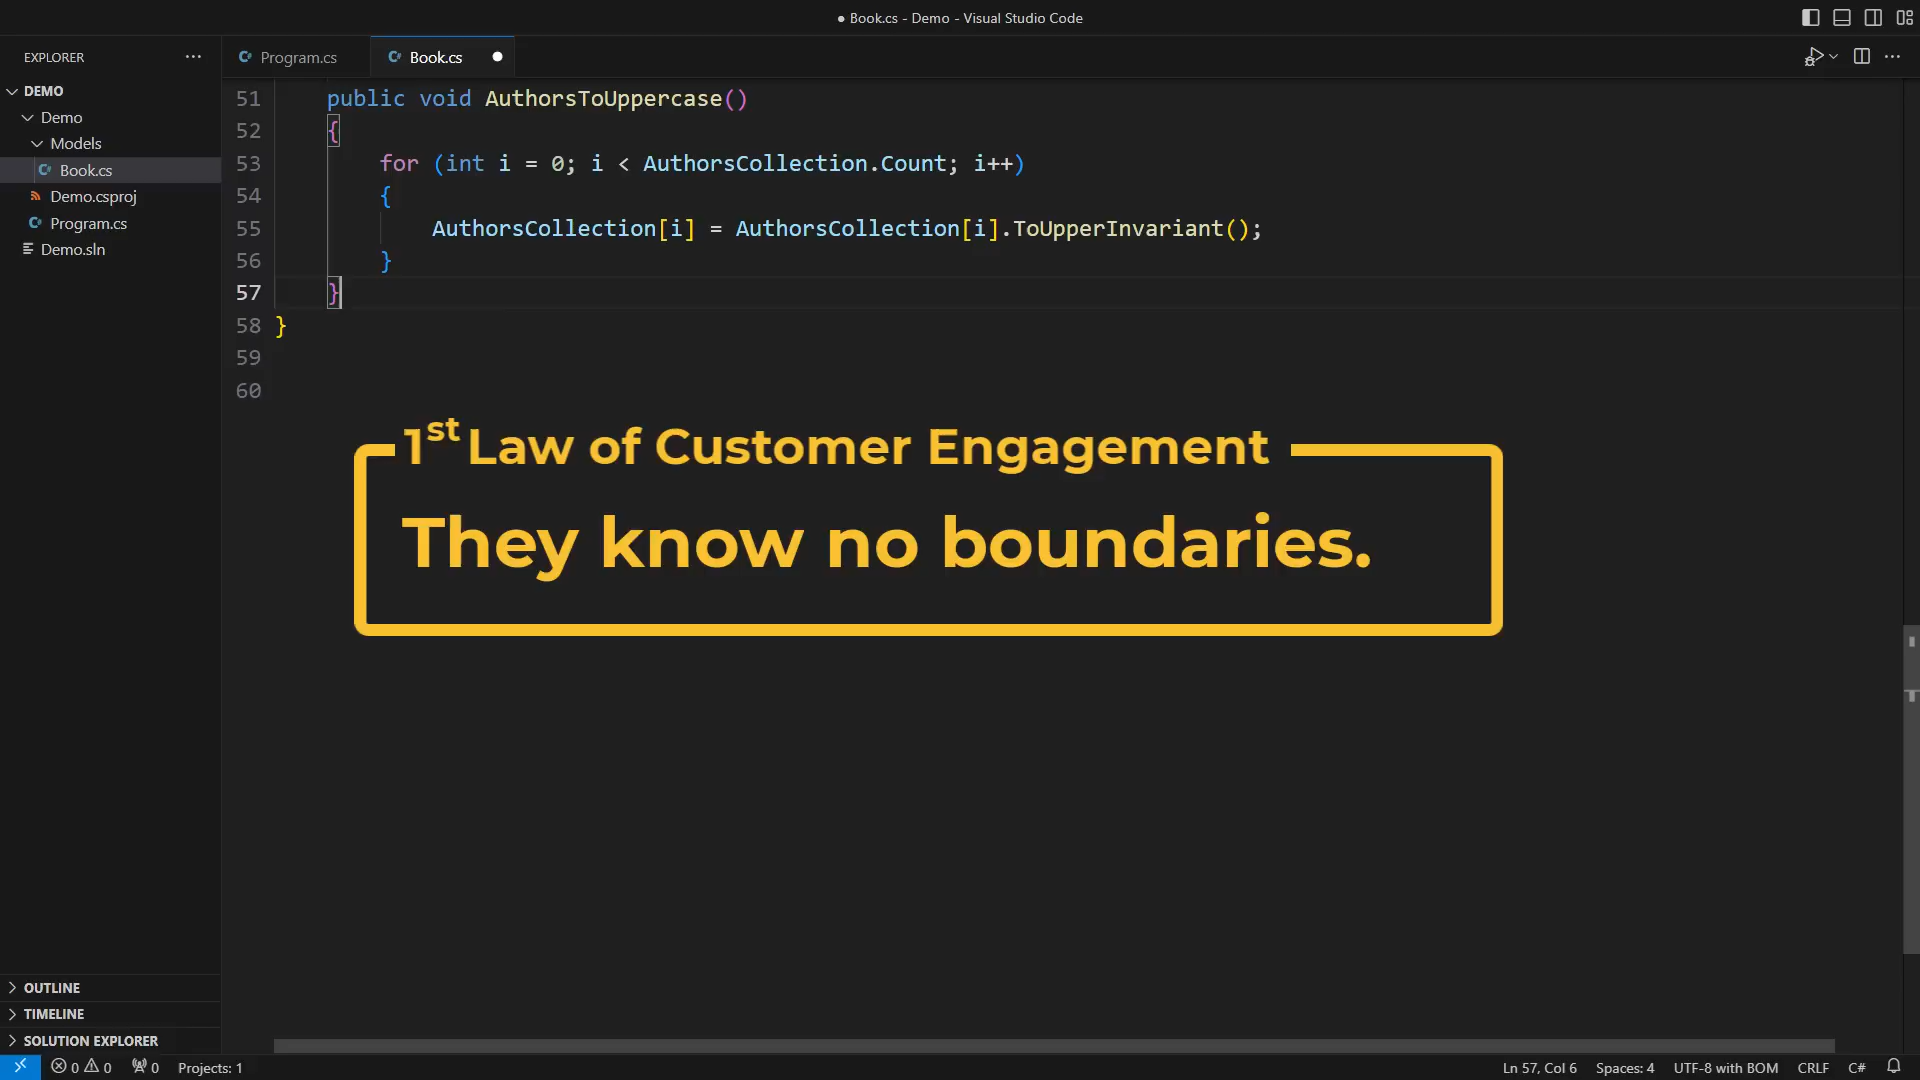 ● Book.cs - Demo - Visual Studio Code
EXPLORER
DEMO
Demo
Models
Book.cs
Demo.csproj
Program.cs
Demo.sln
OUTLINE
TIMELINE
SOLUTION EXPLORER
Program.cs
Book.cs
51 public void AuthorsToUppercase()
52 {
53 for (int i = 0; i < AuthorsCollection.Count; i++)
54 {
55 AuthorsCollection[i] = AuthorsCollection[i].ToUpperInvariant();
56 }
57 }
58 }
59
60
1st Law of Customer Engagement
They know no boundaries.
0 0 0 Projects: 1 Ln 57, Col 6 Spaces: 4 UTF-8 with BOM CRLF C#